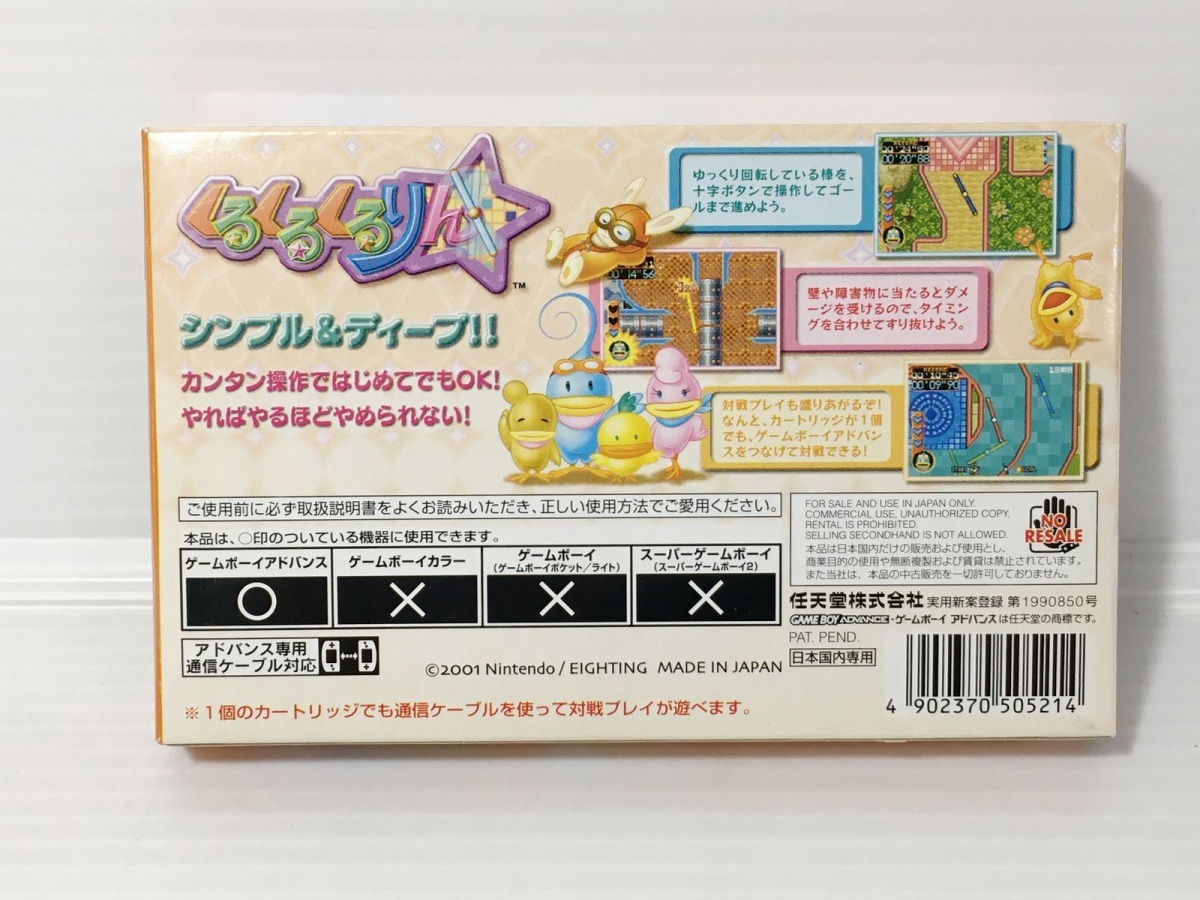 くるくるくるりん
™
シンプル&ディープ!!
カンタン操作ではじめてでもOK!
やればやるほどやめられない!
ゆっくり回転している棒を、
十字ボタンで操作してゴー
ルまで進めよう。
00'20"88
壁や障害物に当たるとダメ
ージを受けるので、タイミン
グを合わせてすり抜けよう。
00'14"56
対戦プレイも盛りあがるぞ!
なんと、カートリッジが1個
でも、ゲームボーイアドバン
スをつなげて対戦できる!
00'09"90
ご使用前に必ず取扱説明書をよくお読みいただき、正しい使用方法でご愛用ください。
本品は、○印のついている機器に使用できます。
ゲームボーイアドバンス
ゲームボーイカラー
ゲームボーイ
(ゲームボーイポケット/ライト)
スーパーゲームボーイ
(スーパーゲームボーイ2)
○
×
×
×
アドバンス専用
通信ケーブル対応
©2001 Nintendo/EIGHTING MADE IN JAPAN
※1個のカートリッジでも通信ケーブルを使って対戦プレイが遊べます。
FOR SALE AND USE IN JAPAN ONLY.
COMMERCIAL USE, UNAUTHORIZED COPY,
RENTAL IS PROHIBITED.
SELLING SECONDHAND IS NOT ALLOWED.
本品は日本国内だけの販売および使用とし、
商業目的の使用や無断複製および賃貸は禁止されています。
また当社は、本品の中古販売を一切許可しておりません。
NO
RESALE
任天堂株式会社 実用新案登録 第1990850号
GAME BOY ADVANCE・ゲームボーイ アドバンスは任天堂の商標です。
PAT. PEND.
日本国内専用
4 902370 505214